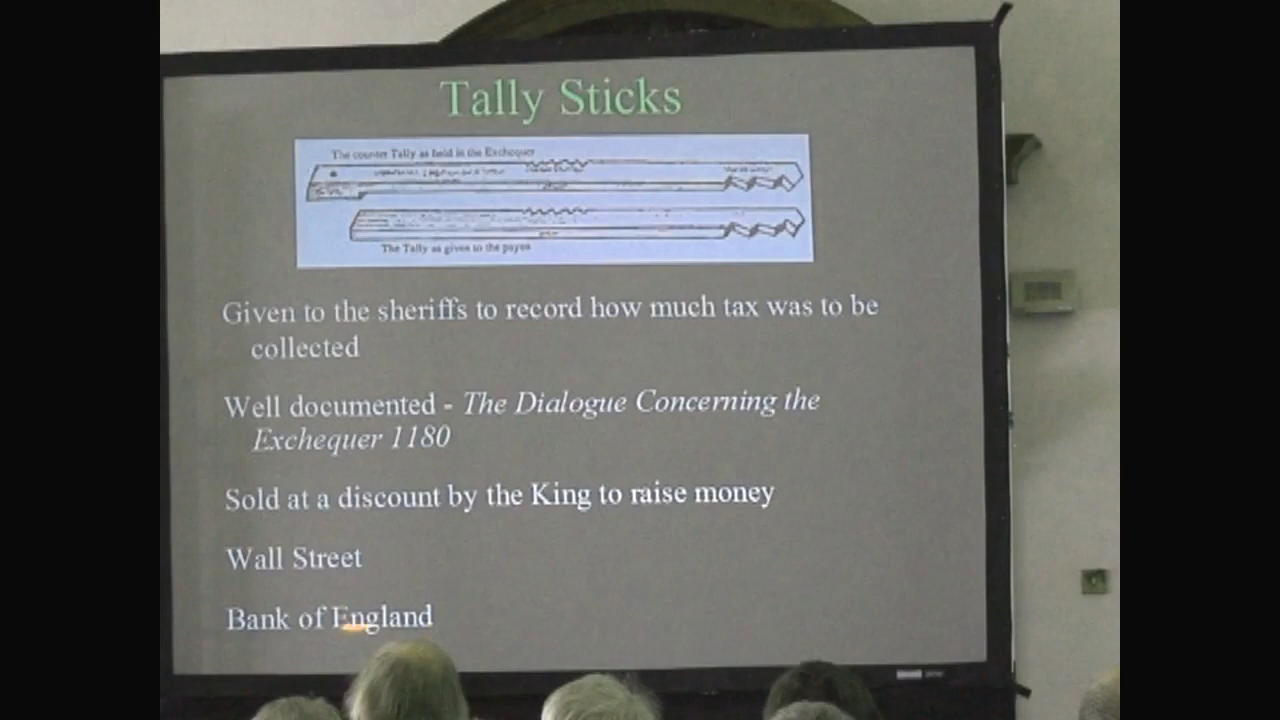 Tally Sticks
The counter Tally as held in the Exchequer
The Tally as given to the payee
Given to the sheriffs to record how much tax was to be
collected
Well documented - The Dialogue Concerning the
Exchequer 1180
Sold at a discount by the King to raise money
Wall Street
Bank of England